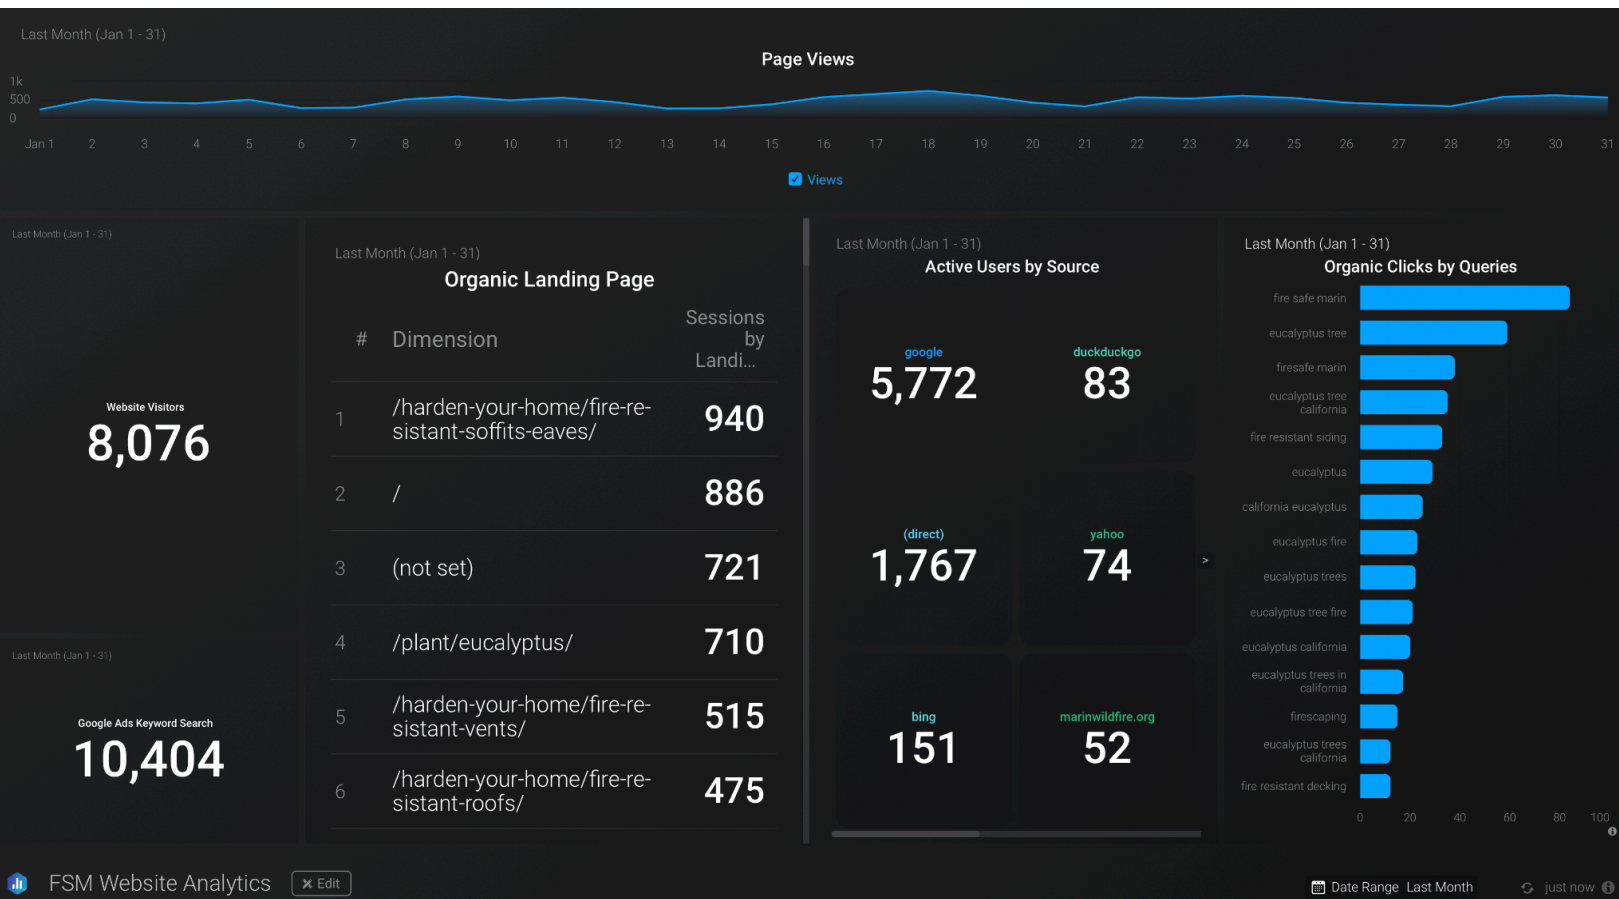 Last Month (Jan 1 - 31)
Page Views
1k
500
0
Jan 1 2 3 4 5 6 7 8 9 10 11 12 13 14 15 16 17 18 19 20 21 22 23 24 25 26 27 28 29 30 31
Views
Last Month (Jan 1 - 31)
Website Visitors
8,076
Last Month (Jan 1 - 31)
Google Ads Keyword Search
10,404
Last Month (Jan 1 - 31)
Organic Landing Page
# Dimension Sessions
by
Landi...
1 /harden-your-home/fire-re-
sistant-soffits-eaves/ 940
2 / 886
3 (not set) 721
4 /plant/eucalyptus/ 710
5 /harden-your-home/fire-re-
sistant-vents/ 515
6 /harden-your-home/fire-re-
sistant-roofs/ 475
Last Month (Jan 1 - 31)
Active Users by Source
google duckduckgo
5,772 83
(direct) yahoo
1,767 74
>
bing marinwildfire.org
151 52
Last Month (Jan 1 - 31)
Organic Clicks by Queries
fire safe marin
eucalyptus tree
firesafe marin
eucalyptus tree
california
fire resistant siding
eucalyptus
california eucalyptus
eucalyptus fire
eucalyptus trees
eucalyptus tree fire
eucalyptus california
eucalyptus trees in
california
firescaping
eucalyptus trees
california
fire resistant decking
0 20 40 60 80 100
FSM Website Analytics Edit
Date Range Last Month just now